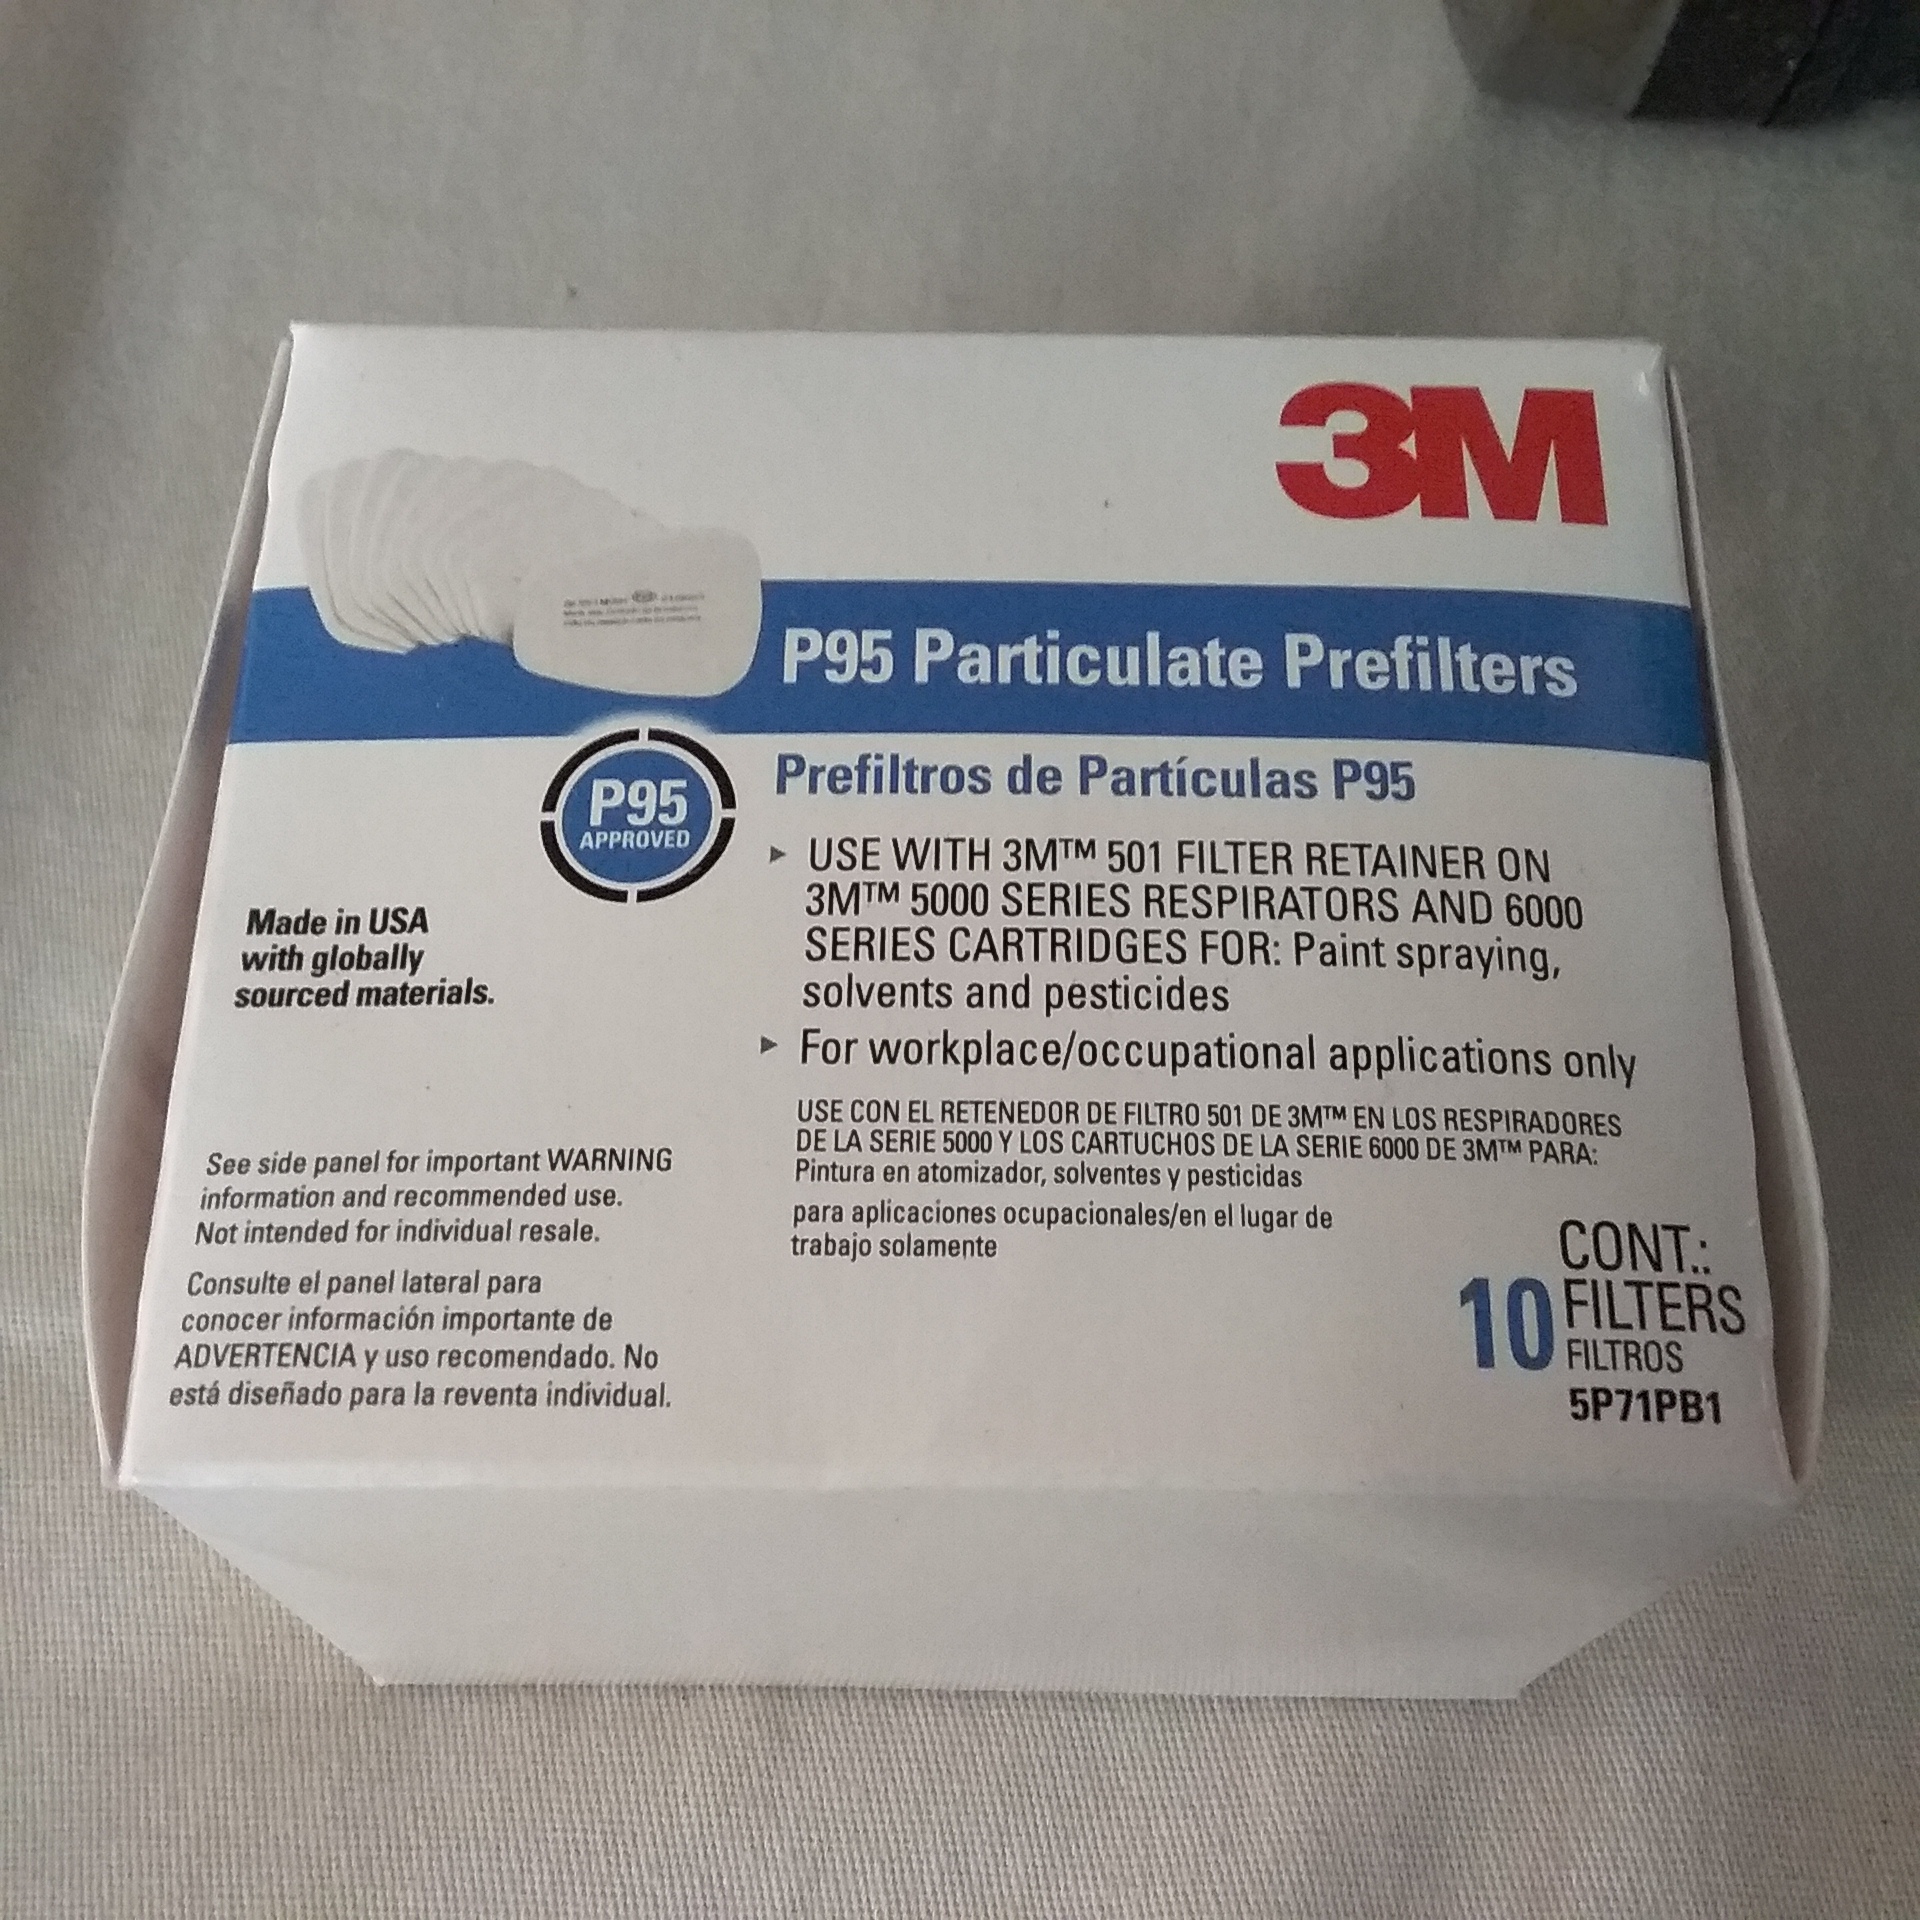 3M
P95 Particulate Prefilters
Prefiltros de Partículas P95
P95
APPROVED
▸ USE WITH 3M™ 501 FILTER RETAINER ON
3M™ 5000 SERIES RESPIRATORS AND 6000
SERIES CARTRIDGES FOR: Paint spraying,
solvents and pesticides
▸ For workplace/occupational applications only
USE CON EL RETENEDOR DE FILTRO 501 DE 3M™ EN LOS RESPIRADORES
DE LA SERIE 5000 Y LOS CARTUCHOS DE LA SERIE 6000 DE 3M™ PARA:
Pintura en atomizador, solventes y pesticidas
para aplicaciones ocupacionales/en el lugar de
trabajo solamente
Made in USA
with globally
sourced materials.
See side panel for important WARNING
information and recommended use.
Not intended for individual resale.
Consulte el panel lateral para
conocer información importante de
ADVERTENCIA y uso recomendado. No
está diseñado para la reventa individual.
CONT.:
10 FILTERS
FILTROS
5P71PB1